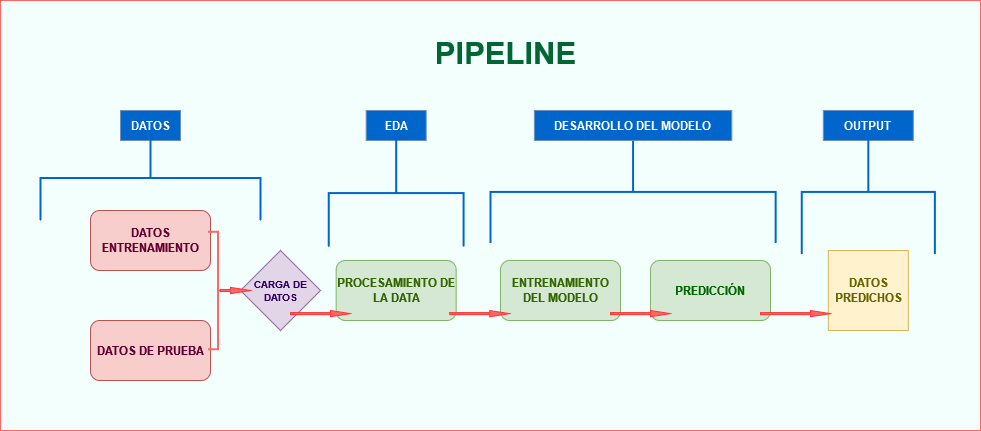 PIPELINE
DATOS
EDA
DESARROLLO DEL MODELO
OUTPUT
DATOS
ENTRENAMIENTO
DATOS DE PRUEBA
CARGA DE
DATOS
PROCESAMIENTO DE
LA DATA
ENTRENAMIENTO
DEL MODELO
PREDICCIÓN
DATOS
PREDICHOS